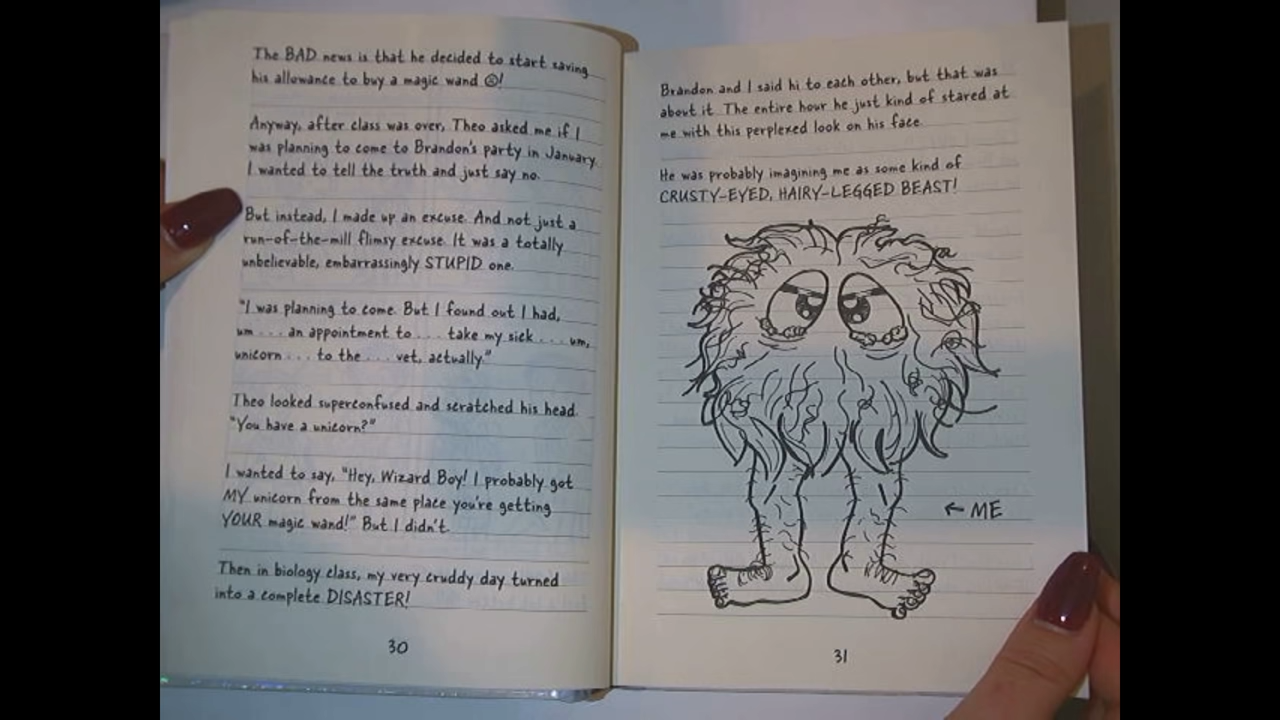 The BAD news is that he decided to start saving
his allowance to buy a magic wand ☹!
Anyway, after class was over, Theo asked me if I
was planning to come to Brandon's party in January.
I wanted to tell the truth and just say no.
But instead, I made up an excuse. And not just a
run-of-the-mill flimsy excuse. It was a totally
unbelievable, embarrassingly STUPID one.
"I was planning to come. But I found out I had,
um . . . an appointment to . . . take my sick . . . um,
unicorn . . . to the . . . vet, actually."
Theo looked superconfused and scratched his head.
"You have a unicorn?"
I wanted to say, "Hey, Wizard Boy! I probably got
MY unicorn from the same place you're getting
YOUR magic wand!" But I didn't.
Then in biology class, my very cruddy day turned
into a complete DISASTER!
30
Brandon and I said hi to each other, but that was
about it. The entire hour he just kind of stared at
me with this perplexed look on his face.
He was probably imagining me as some kind of
CRUSTY-EYED, HAIRY-LEGGED BEAST!
← ME
31